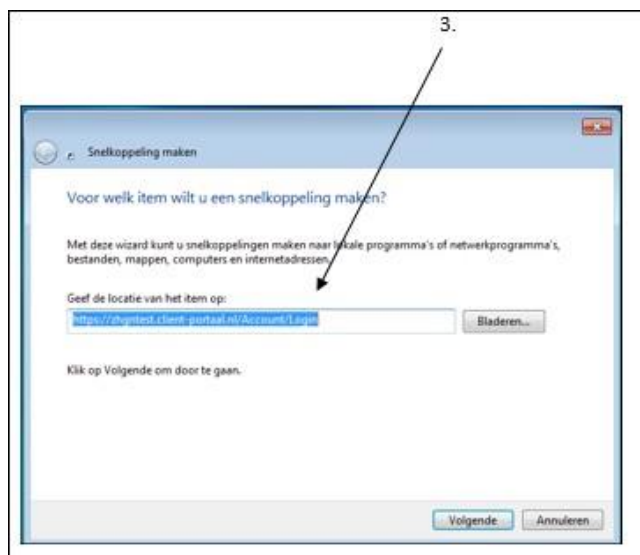 3.
Snelkoppeling maken
Voor welk item wilt u een snelkoppeling maken?
Met deze wizard kunt u snelkoppelingen maken naar lokale programma's of netwerkprogramma's,
bestanden, mappen, computers en internetadressen.
Geef de locatie van het item op:
https://zhgntest.client-portaal.nl/Account/Login
Bladeren...
Klik op Volgende om door te gaan.
Volgende
Annuleren